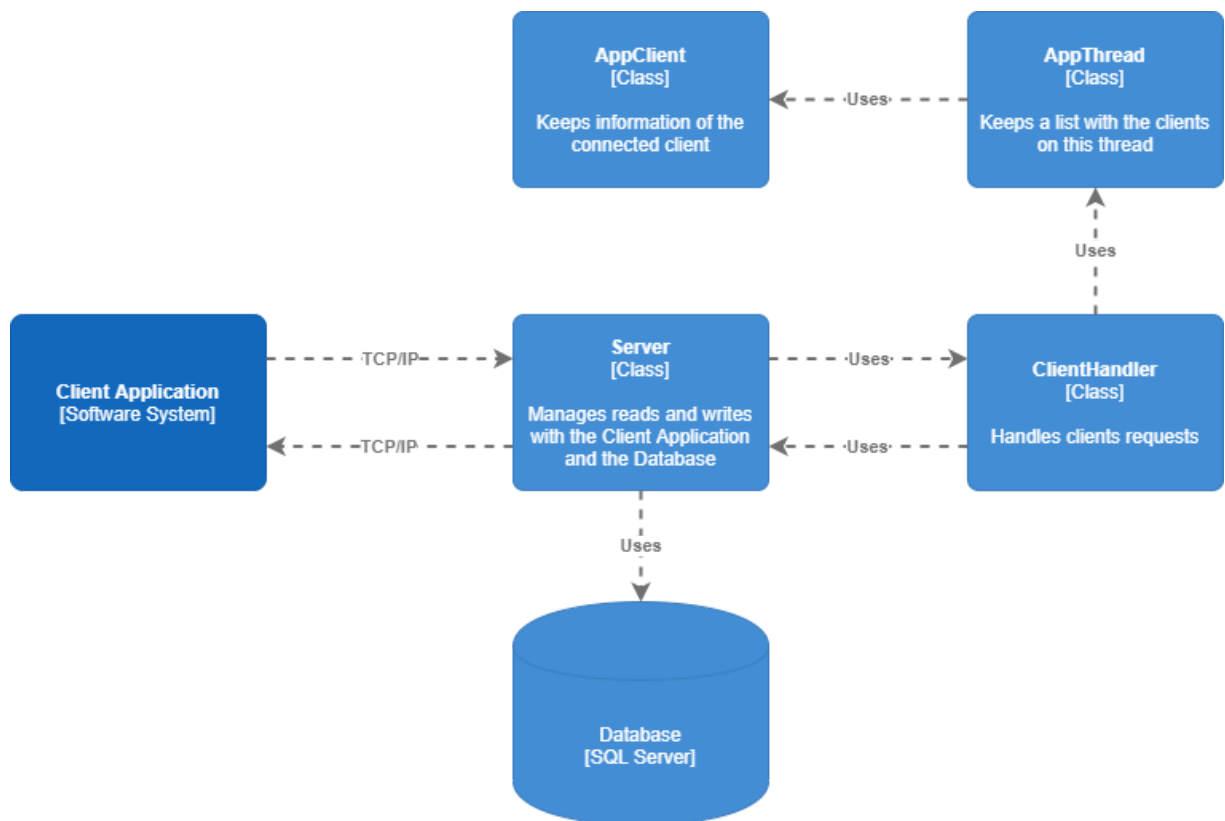 AppClient
[Class]
Keeps information of the
connected client
Uses
AppThread
[Class]
Keeps a list with the clients
on this thread
Uses
Client Application
[Software System]
TCP/IP
TCP/IP
Server
[Class]
Manages reads and writes
with the Client Application
and the Database
Uses
Uses
ClientHandler
[Class]
Handles clients requests
Uses
Database
[SQL Server]